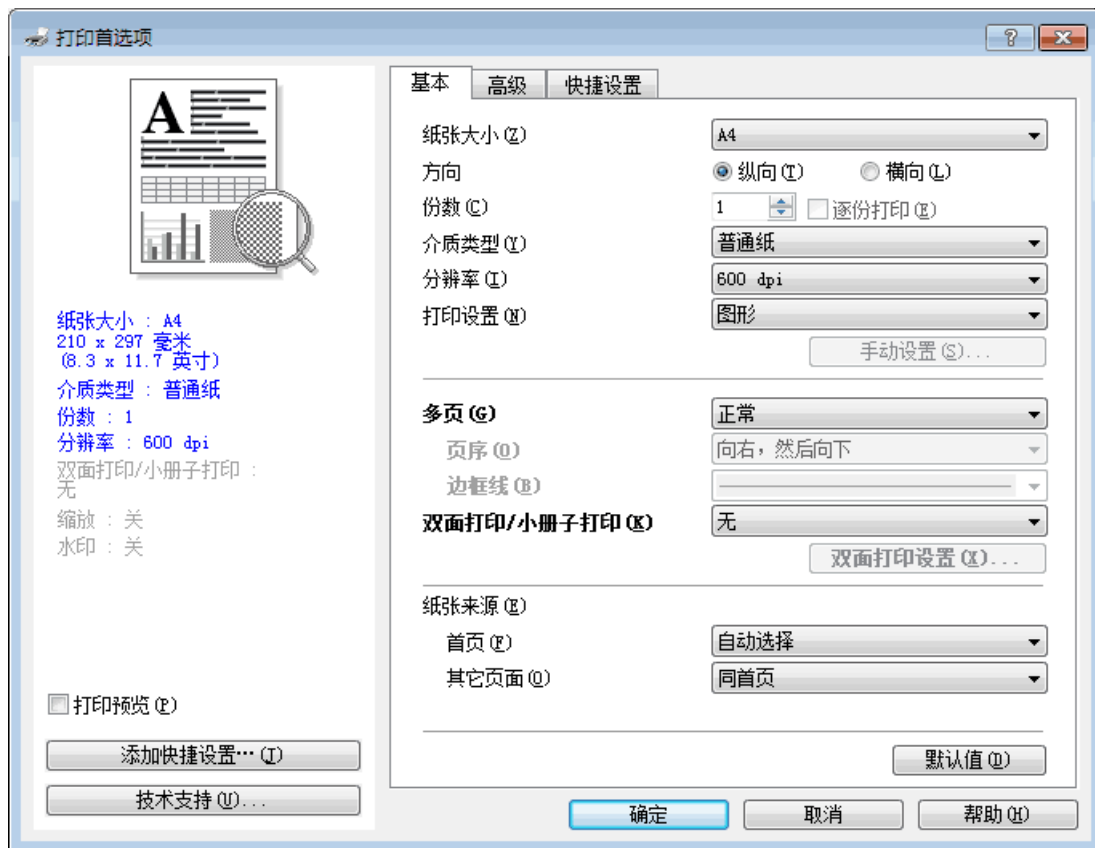 打印首选项
基本 高级 快捷设置
A
纸张大小 : A4
210 x 297 毫米
(8.3 x 11.7 英寸)
介质类型 : 普通纸
份数 : 1
分辨率 : 600 dpi
双面打印/小册子打印 :
无
缩放 : 关
水印 : 关
打印预览(P)
添加快捷设置…(J)
技术支持(U)...
纸张大小(Z) A4
方向 纵向(T) 横向(L)
份数(C) 1 逐份打印(E)
介质类型(Y) 普通纸
分辨率(I) 600 dpi
打印设置(N) 图形
手动设置(S)...
多页(G) 正常
页序(O) 向右，然后向下
边框线(B)
双面打印/小册子打印(K) 无
双面打印设置(X)...
纸张来源(E)
首页(F) 自动选择
其它页面(O) 同首页
默认值(D)
确定 取消 帮助(H)